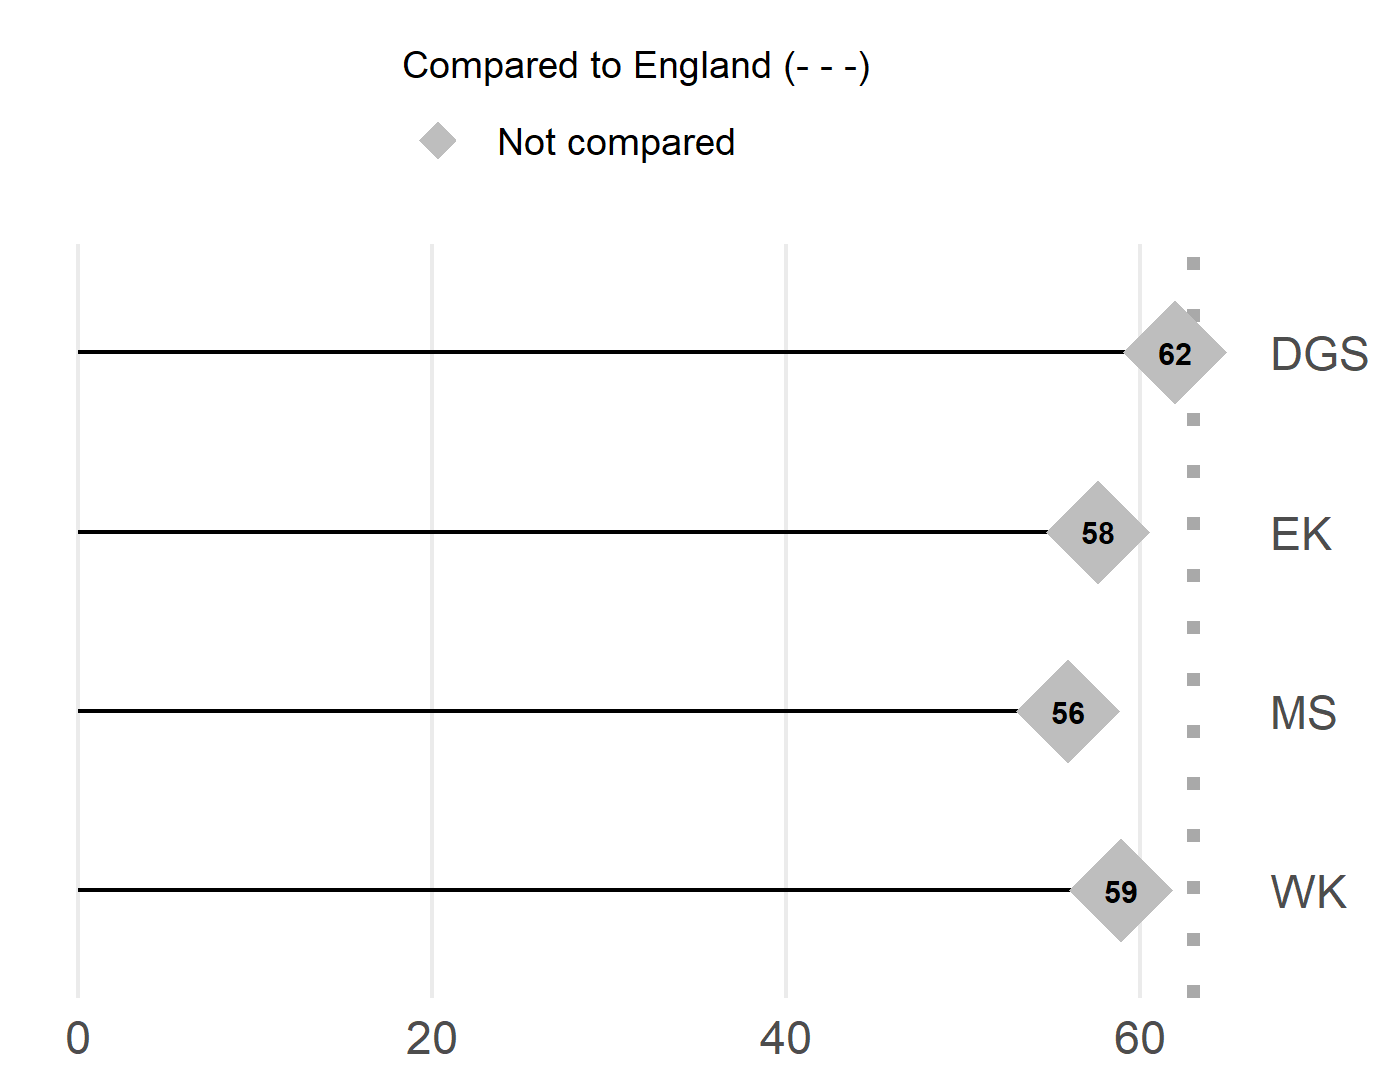 Compared to England (- - -)
Not compared
62 DGS
58 EK
56 MS
59 WK
0 20 40 60